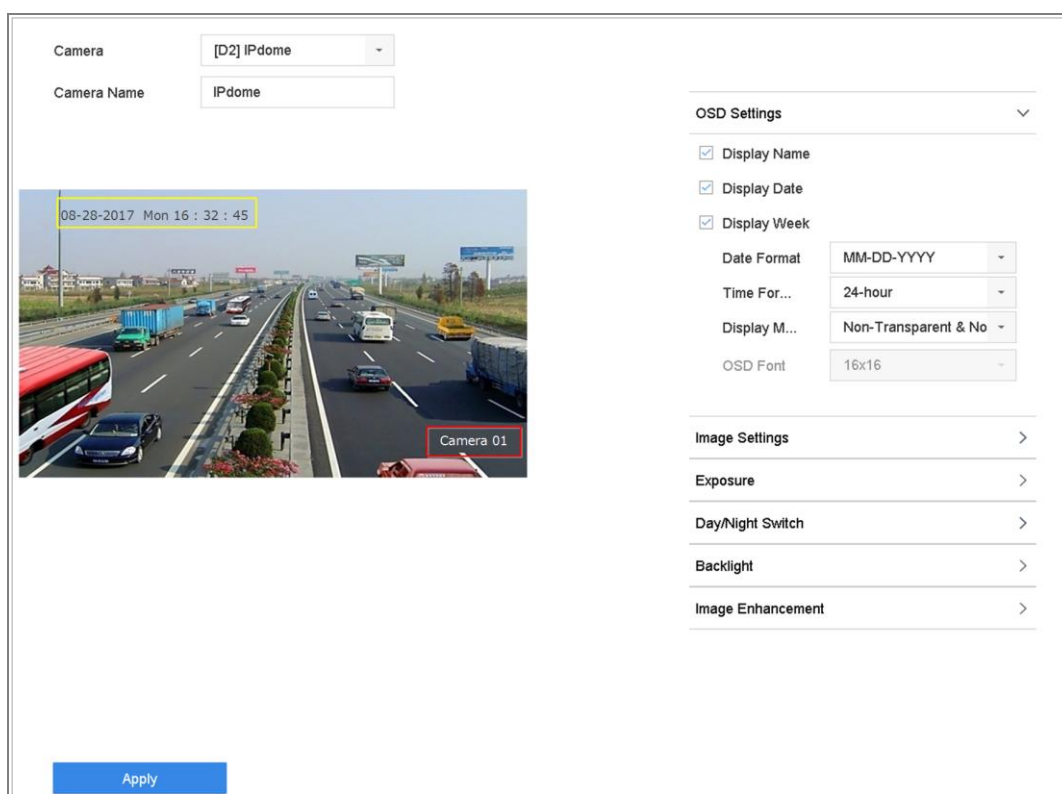 Camera
[D2] IPdome
Camera Name
IPdome
08-28-2017 Mon 16 : 32 : 45
Camera 01
OSD Settings
Display Name
Display Date
Display Week
Date Format
MM-DD-YYYY
Time For...
24-hour
Display M...
Non-Transparent & No
OSD Font
16x16
Image Settings
Exposure
Day/Night Switch
Backlight
Image Enhancement
Apply